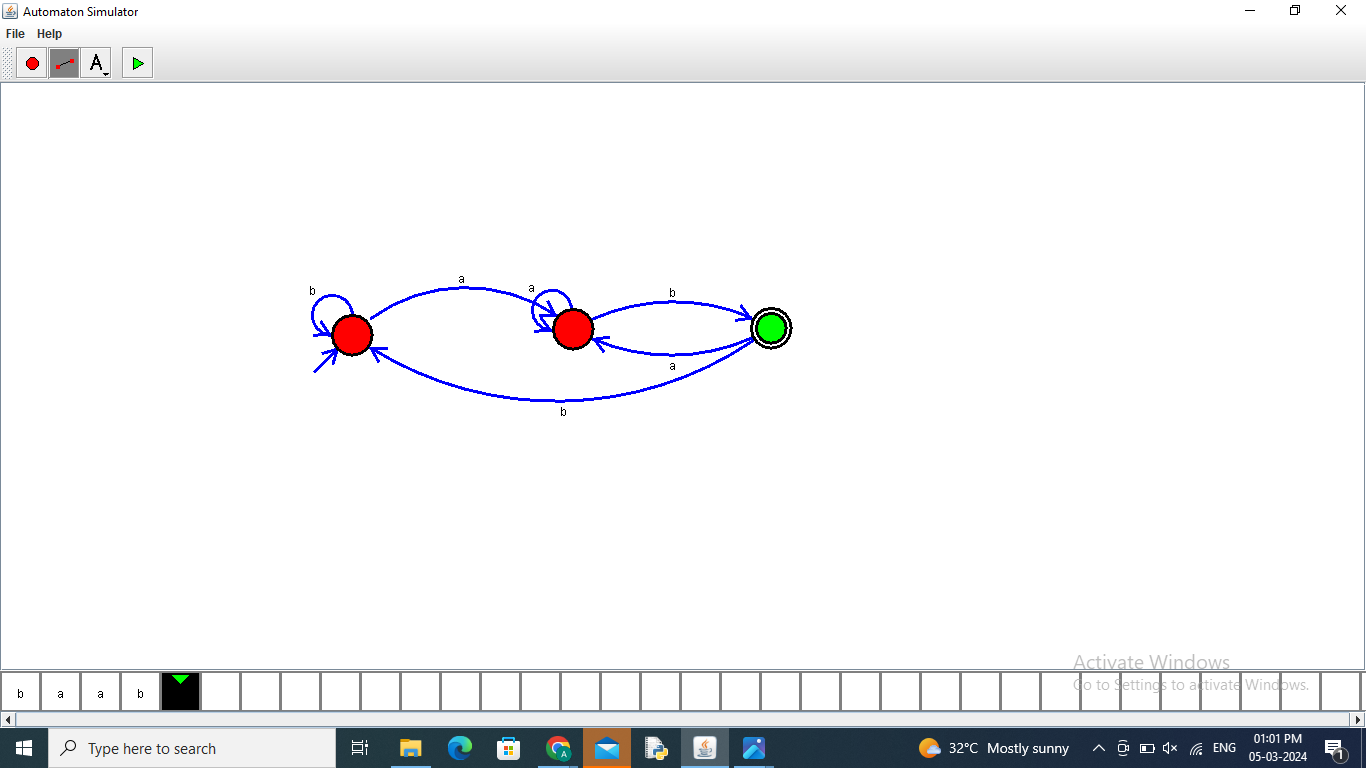 Automaton Simulator
File Help
A
b
a
a
b
a
b
b a a b
Activate Windows
Go to Settings to activate Windows.
Type here to search
32°C Mostly sunny
ENG
01:01 PM
05-03-2024
1